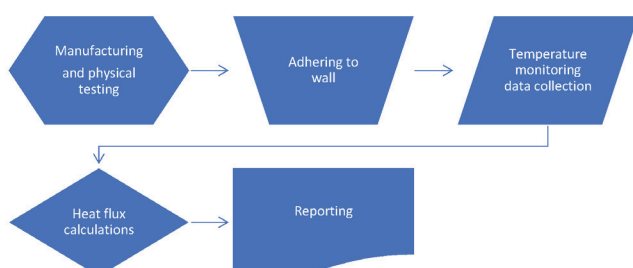 Manufacturing
and physical
testing
Adhering to
wall
Temperature
monitoring
data collection
Heat flux
calculations
Reporting